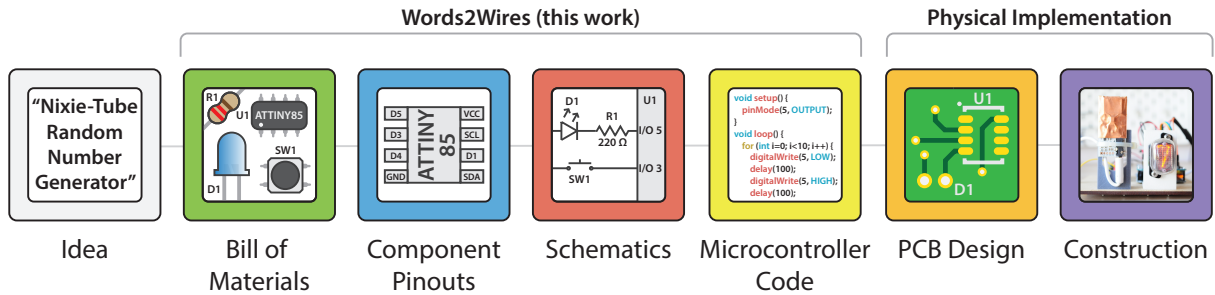 Words2Wires (this work)
Physical Implementation
“Nixie-Tube
Random
Number
Generator”
R1
U1
ATTINY85
SW1
D1
D5
D3
D4
GND
ATTINY
85
VCC
SCL
D1
SDA
D1
U1
R1
I/O 5
220 Ω
I/O 3
SW1
void setup() {
pinMode(5, OUTPUT);
}
void loop() {
for (int i=0; i<10; i++) {
digitalWrite(5, LOW);
delay(100);
digitalWrite(5, HIGH);
delay(100);
U1
D1
Idea
Bill of
Materials
Component
Pinouts
Schematics
Microcontroller
Code
PCB Design
Construction